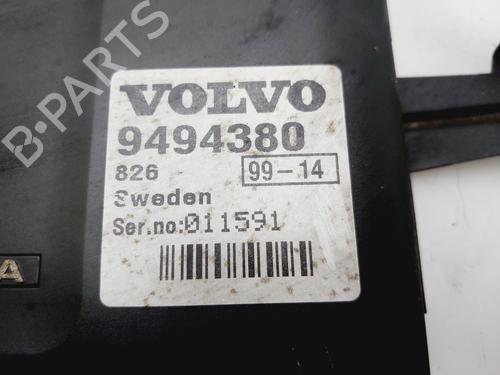 B-PARTS
VOLVO
9494380
826 99-14
Sweden
Ser.no:011591
A